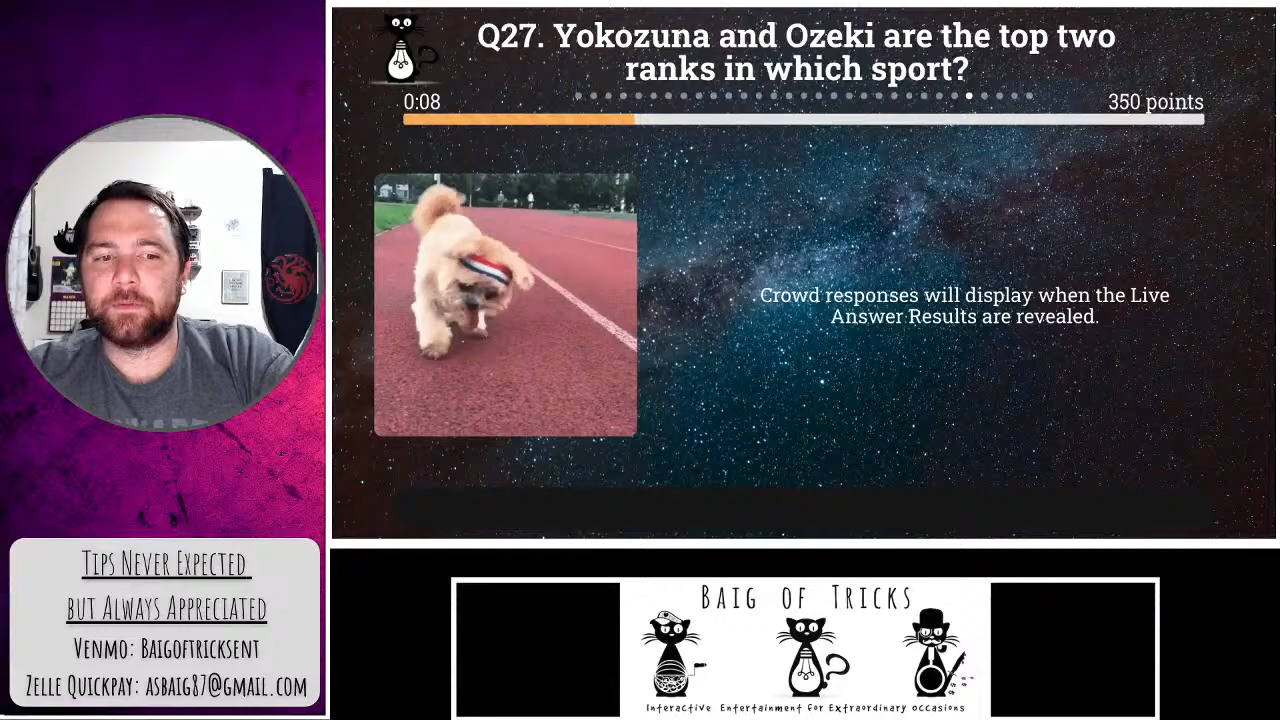 Q27. Yokozuna and Ozeki are the top two
ranks in which sport?
0:08
350 points
Crowd responses will display when the Live
Answer Results are revealed.
Tips Never Expected
but Always Appreciated
Venmo: Baigoftricksent
Zelle Quickpay: asbaig87@gmail.com
Baig of Tricks
Interactive Entertainment for Extraordinary Occasions